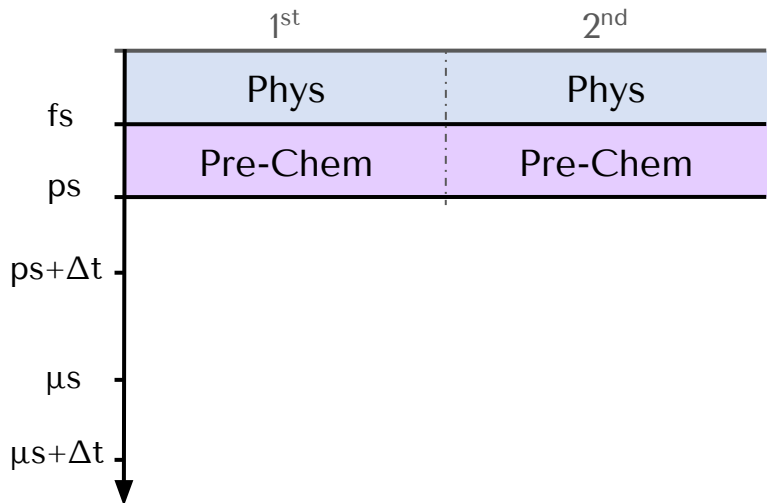 1st 2nd
Phys Phys
fs
Pre-Chem Pre-Chem
ps
ps+Δt
μs
μs+Δt